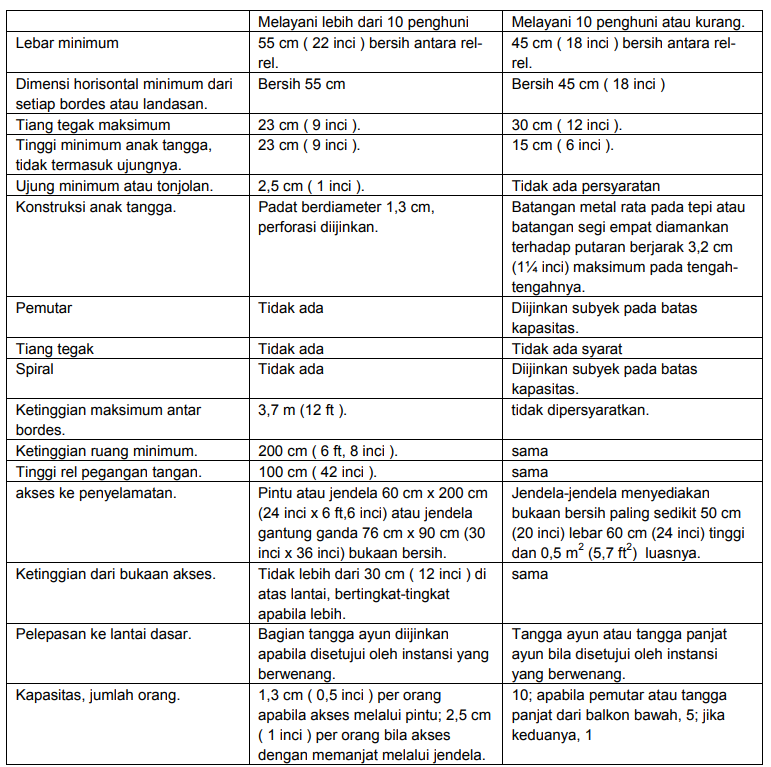 Melayani lebih dari 10 penghuni
Melayani 10 penghuni atau kurang.
Lebar minimum
55 cm ( 22 inci ) bersih antara rel-
rel.
45 cm ( 18 inci ) bersih antara rel-
rel.
Dimensi horisontal minimum dari
setiap bordes atau landasan.
Bersih 55 cm
Bersih 45 cm ( 18 inci )
Tiang tegak maksimum
23 cm ( 9 inci ).
30 cm ( 12 inci ).
Tinggi minimum anak tangga,
tidak termasuk ujungnya.
23 cm ( 9 inci ).
15 cm ( 6 inci ).
Ujung minimum atau tonjolan.
2,5 cm ( 1 inci ).
Tidak ada persyaratan
Konstruksi anak tangga.
Padat berdiameter 1,3 cm,
perforasi diijinkan.
Batangan metal rata pada tepi atau
batangan segi empat diamankan
terhadap putaran berjarak 3,2 cm
(1¼ inci) maksimum pada tengah-
tengahnya.
Pemutar
Tidak ada
Diijinkan subyek pada batas
kapasitas.
Tiang tegak
Tidak ada
Tidak ada syarat
Spiral
Tidak ada
Diijinkan subyek pada batas
kapasitas.
Ketinggian maksimum antar
bordes.
3,7 m (12 ft ).
tidak dipersyaratkan.
Ketinggian ruang minimum.
200 cm ( 6 ft, 8 inci ).
sama
Tinggi rel pegangan tangan.
100 cm ( 42 inci ).
sama
akses ke penyelamatan.
Pintu atau jendela 60 cm x 200 cm
(24 inci x 6 ft,6 inci) atau jendela
gantung ganda 76 cm x 90 cm (30
inci x 36 inci) bukaan bersih.
Jendela-jendela menyediakan
bukaan bersih paling sedikit 50 cm
(20 inci) lebar 60 cm (24 inci) tinggi
dan 0,5 m² (5,7 ft²) luasnya.
Ketinggian dari bukaan akses.
Tidak lebih dari 30 cm ( 12 inci ) di
atas lantai, bertingkat-tingkat
apabila lebih.
sama
Pelepasan ke lantai dasar.
Bagian tangga ayun diijinkan
apabila disetujui oleh instansi yang
berwenang.
Tangga ayun atau tangga panjat
ayun bila disetujui oleh instansi
yang berwenang.
Kapasitas, jumlah orang.
1,3 cm ( 0,5 inci ) per orang
apabila akses melalui pintu; 2,5 cm
( 1 inci ) per orang bila akses
dengan memanjat melalui jendela.
10; apabila pemutar atau tangga
panjat dari balkon bawah, 5; jika
keduanya, 1